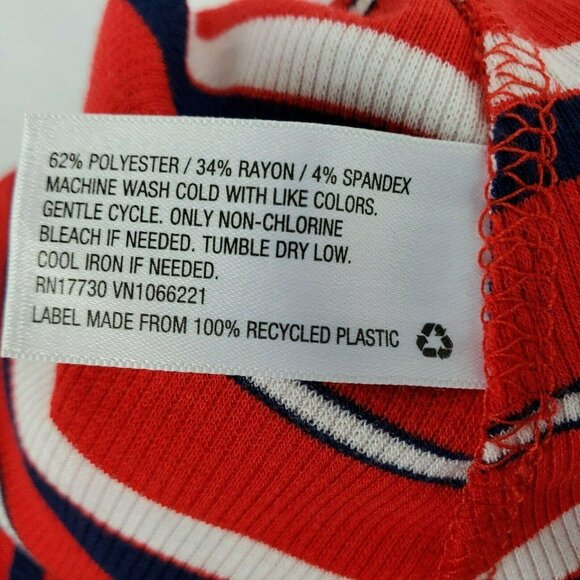 62% POLYESTER / 34% RAYON / 4% SPANDEX
MACHINE WASH COLD WITH LIKE COLORS.
GENTLE CYCLE. ONLY NON-CHLORINE
BLEACH IF NEEDED. TUMBLE DRY LOW.
COOL IRON IF NEEDED.
RN17730 VN1066221
LABEL MADE FROM 100% RECYCLED PLASTIC